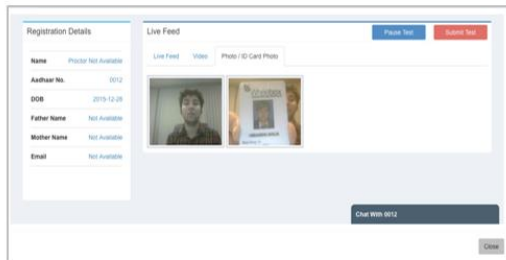 Registration Details
Name Proctor Not Available
Aadhaar No. 0012
DOB 2015-12-28
Father Name Not Available
Mother Name Not Available
Email Not Available
Live Feed
Pause Test
Submit Test
Live Feed Video Photo / ID Card Photo
Wheebox
Chat With 0012
Close